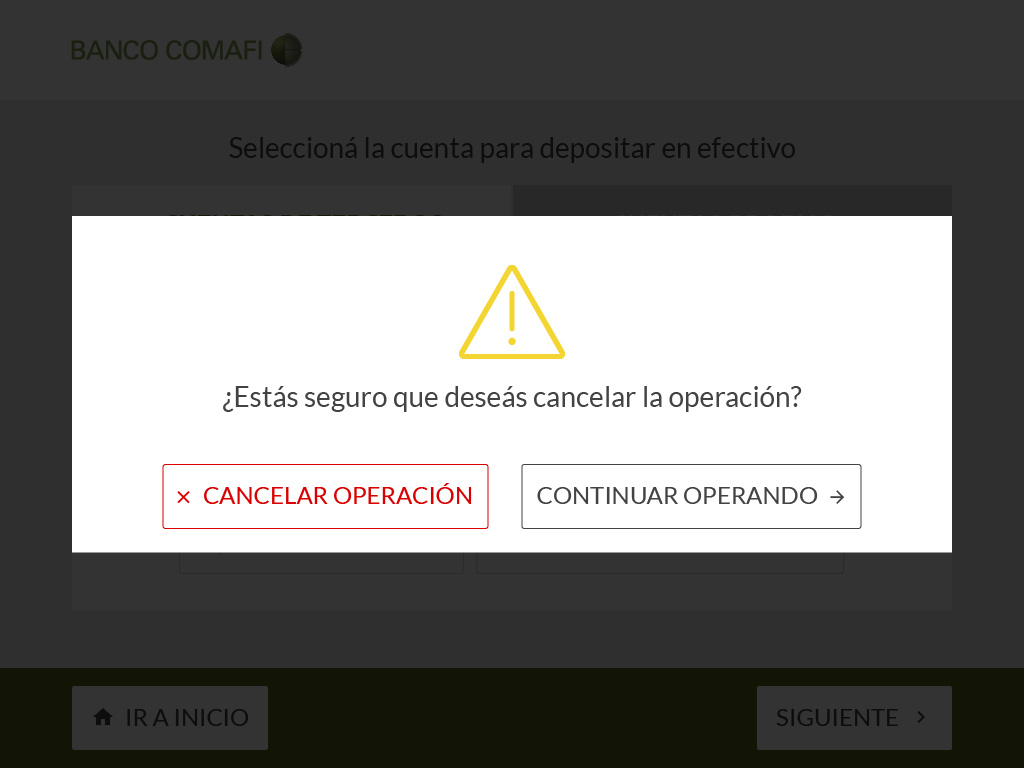 BANCO COMAFI
Seleccioná la cuenta para depositar en efectivo
¿Estás seguro que deseás cancelar la operación?
CANCELAR OPERACIÓN
CONTINUAR OPERANDO
IR A INICIO
SIGUIENTE